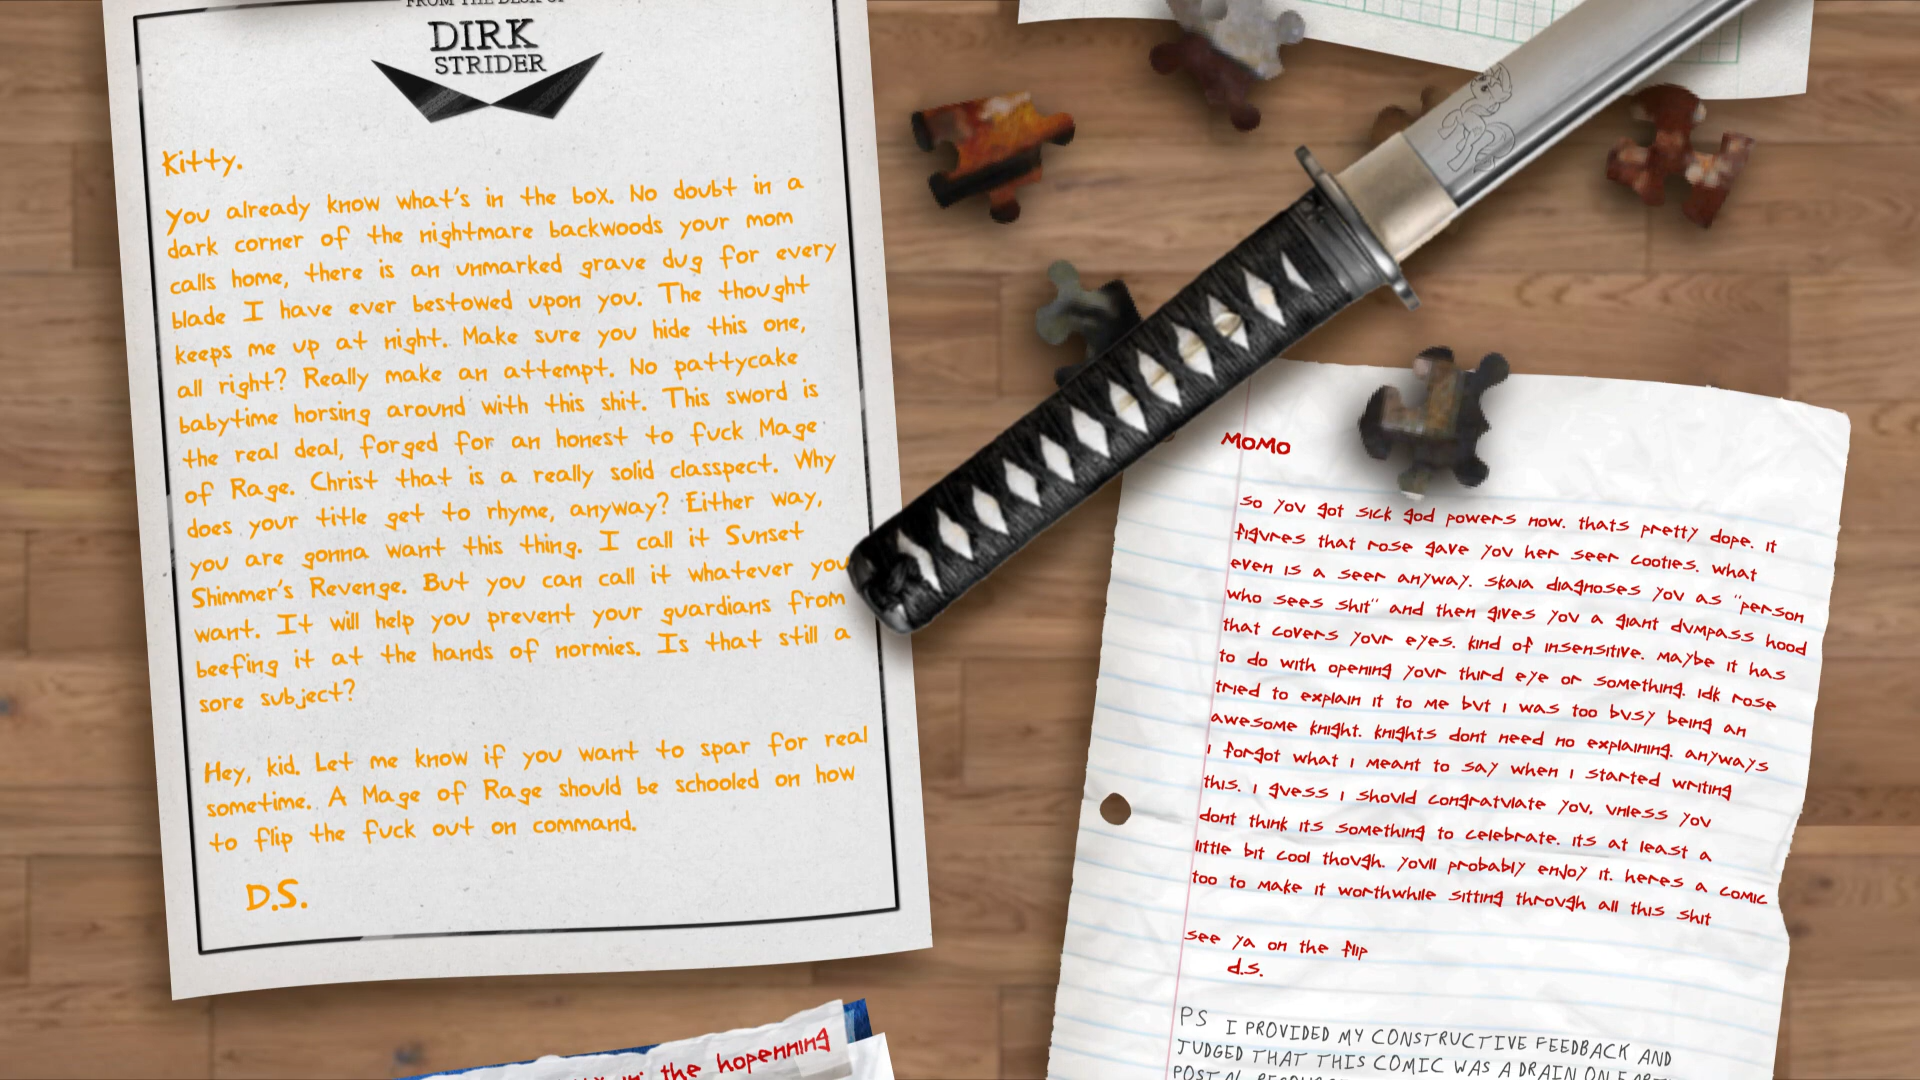 FROM THE DESK OF
DIRK
STRIDER
Kitty.
You already know what's in the box. No doubt in a
dark corner of the nightmare backwoods your mom
calls home, there is an unmarked grave dug for every
blade I have ever bestowed upon you. The thought
keeps me up at night. Make sure you hide this one,
all right? Really make an attempt. No pattycake
babytime horsing around with this shit. This sword is
the real deal, forged for an honest to fuck Mage
of Rage. Christ that is a really solid classpect. Why
does your title get to rhyme, anyway? Either way,
you are gonna want this thing. I call it Sunset
Shimmer's Revenge. But you can call it whatever you
want. It will help you prevent your guardians from
beefing it at the hands of normies. Is that still a
sore subject?
Hey, kid. Let me know if you want to spar for real
sometime. A Mage of Rage should be schooled on how
to flip the fuck out on command.
D.S.
the hopenning
MOMO
so you got sick god powers now. thats pretty dope. it
figures that rose gave you her seer cooties. what
even is a seer anyway. skaia diagnoses you as "person
who sees shit" and then gives you a giant dumpass hood
that covers your eyes. kind of insensitive. maybe it has
to do with opening your third eye or something. idk rose
tried to explain it to me but i was too busy being an
awesome knight. knights dont need no explaining. anyways
i forgot what i meant to say when i started writing
this. i guess i should congratulate you. unless you
dont think its something to celebrate. its at least a
little bit cool though. youll probably enjoy it. heres a comic
too to make it worthwhile sitting through all this shit
see ya on the flip
d.s.
PS I PROVIDED MY CONSTRUCTIVE FEEDBACK AND
JUDGED THAT THIS COMIC WAS A DRAIN ON